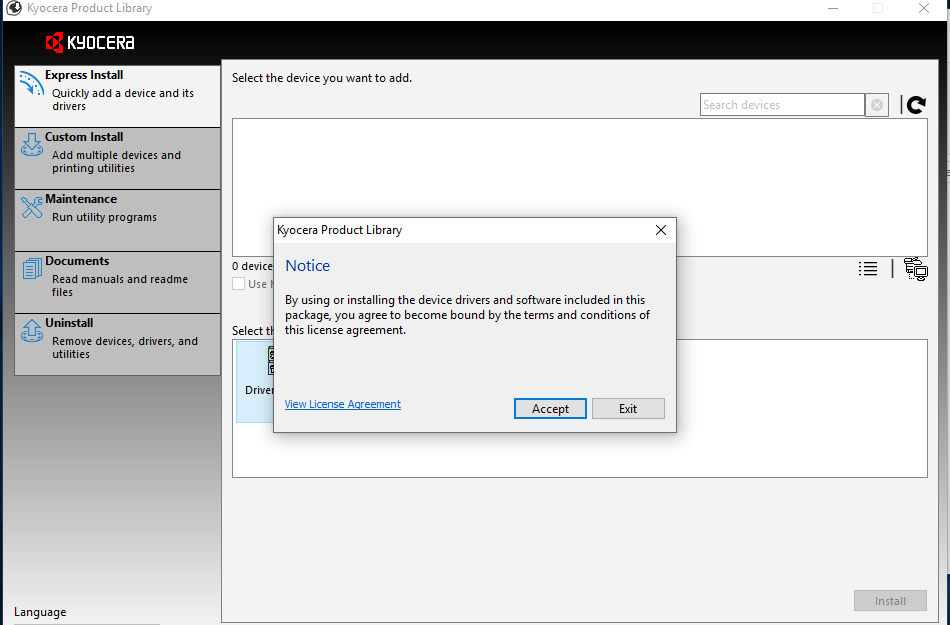 Kyocera Product Library
KYOCERA
Express Install
Quickly add a device and its
drivers
Custom Install
Add multiple devices and
printing utilities
Maintenance
Run utility programs
Documents
Read manuals and readme
files
Uninstall
Remove devices, drivers, and
utilities
Language
Select the device you want to add.
Search devices
0 device
Use
Select th
Driver
Kyocera Product Library
Notice
By using or installing the device drivers and software included in this
package, you agree to become bound by the terms and conditions of
this license agreement.
View License Agreement
Accept
Exit
Install